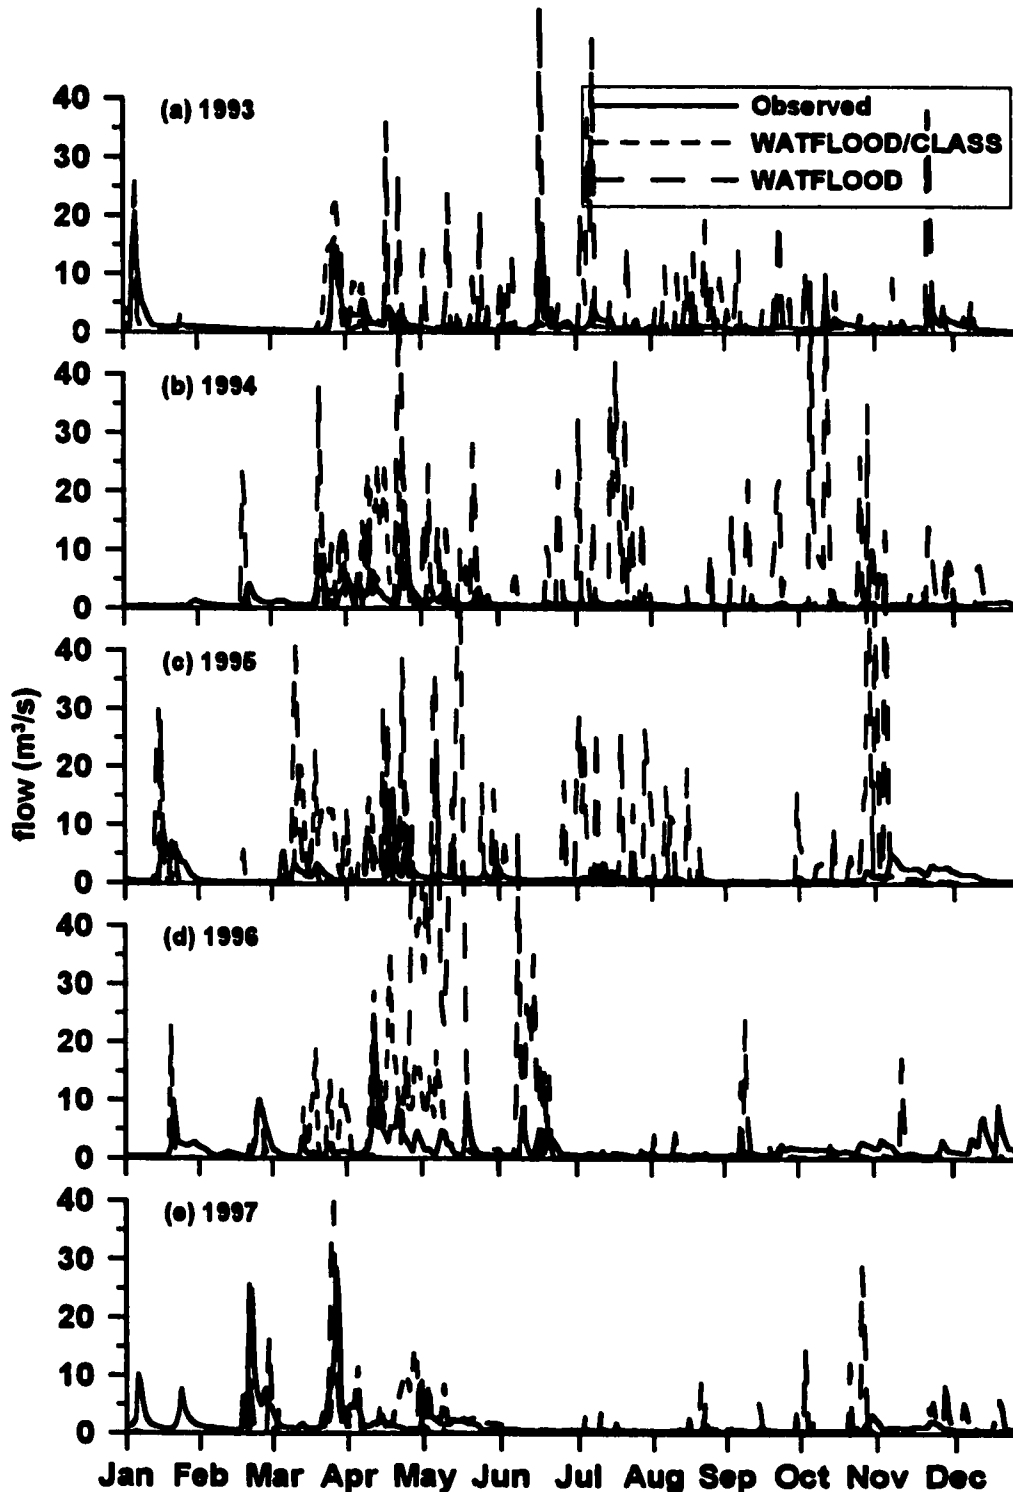 (a) 1993
Observed
WATFLOOD/CLASS
WATFLOOD
40
30
20
10
0
(b) 1994
40
30
20
10
0
(c) 1995
40
30
20
10
0
flow (m³/s)
(d) 1996
40
30
20
10
0
(e) 1997
40
30
20
10
0
Jan Feb Mar Apr May Jun Jul Aug Sep Oct Nov Dec